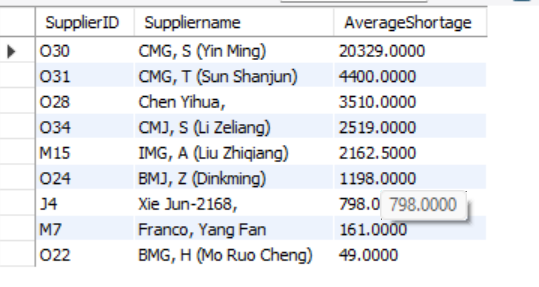 SupplierID Suppliername AverageShortage
O30 CMG, S (Yin Ming) 20329.0000
O31 CMG, T (Sun Shanjun) 4400.0000
O28 Chen Yihua, 3510.0000
O34 CMJ, S (Li Zeliang) 2519.0000
M15 IMG, A (Liu Zhiqiang) 2162.5000
O24 BMJ, Z (Dinkming) 1198.0000
J4 Xie Jun-2168, 798.0 798.0000
M7 Franco, Yang Fan 161.0000
O22 BMG, H (Mo Ruo Cheng) 49.0000